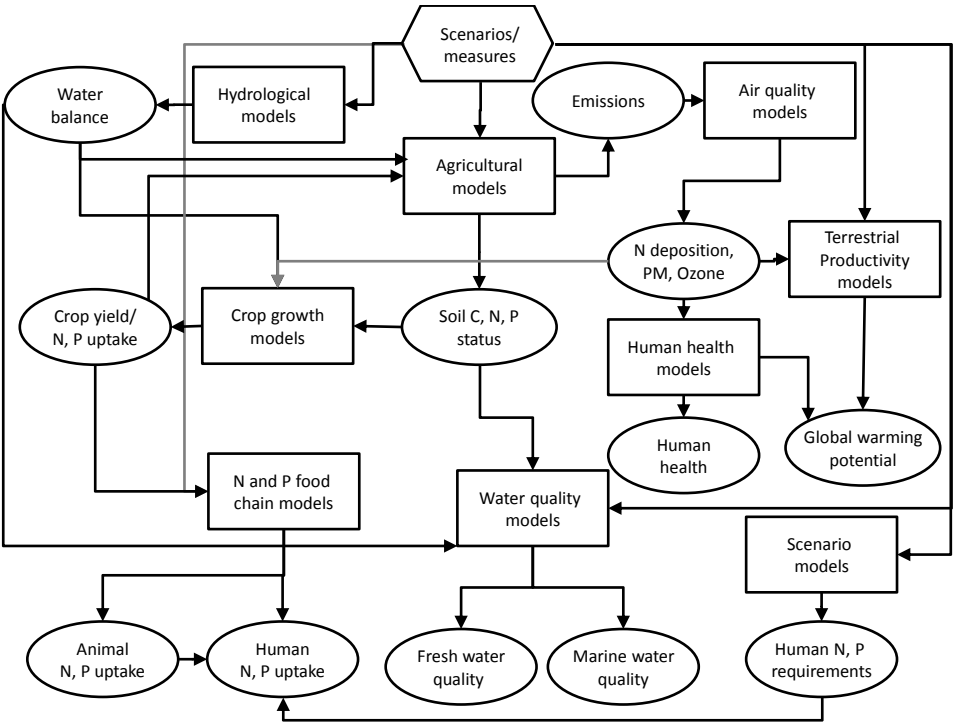 Scenarios/
measures
Water
balance
Hydrological
models
Emissions
Air quality
models
Agricultural
models
N deposition,
PM, Ozone
Terrestrial
Productivity
models
Crop yield/
N, P uptake
Crop growth
models
Soil C, N, P
status
Human health
models
Human
health
Global warming
potential
N and P food
chain models
Water quality
models
Scenario
models
Animal
N, P uptake
Human
N, P uptake
Fresh water
quality
Marine water
quality
Human N, P
requirements